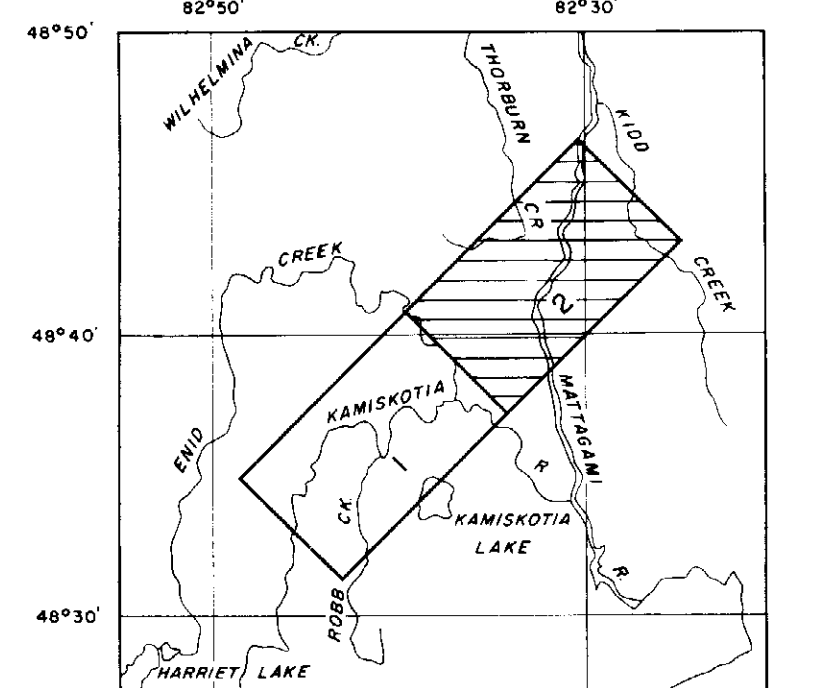 82°50' 82°30'
48°50'
WILHELMINA CK.
THORBURN CR
KIDD CREEK
CREEK
2
48°40'
KAMISKOTIA R
MATTAGAMI R.
ENID
1
CK.
KAMISKOTIA
LAKE
ROBB
48°30'
HARRIET LAKE